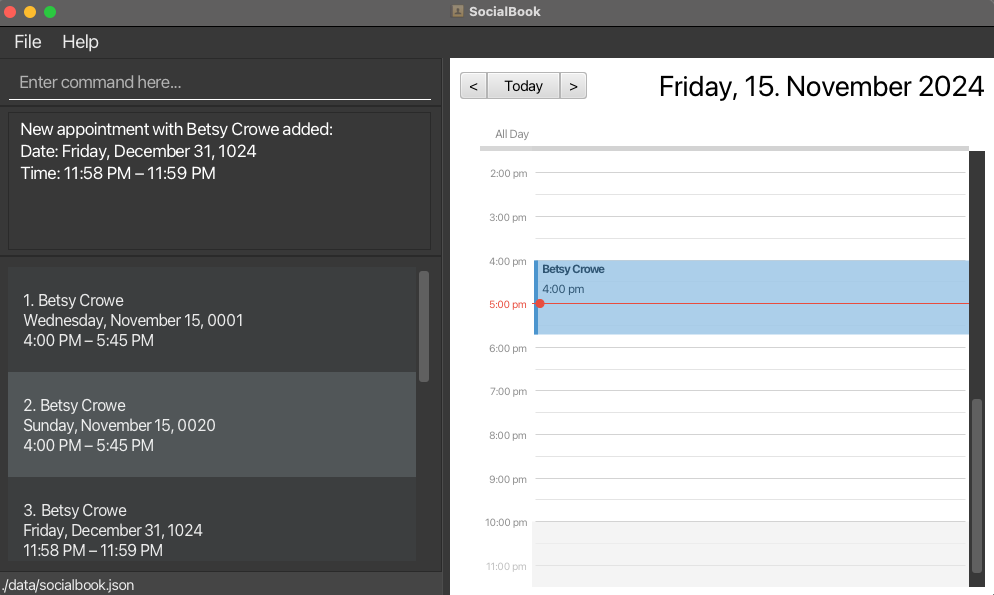 SocialBook
File Help
Enter command here...
New appointment with Betsy Crowe added:
Date: Friday, December 31, 1024
Time: 11:58 PM – 11:59 PM
1. Betsy Crowe
Wednesday, November 15, 0001
4:00 PM – 5:45 PM
2. Betsy Crowe
Sunday, November 15, 0020
4:00 PM – 5:45 PM
3. Betsy Crowe
Friday, December 31, 1024
11:58 PM – 11:59 PM
./data/socialbook.json
< Today >
Friday, 15. November 2024
All Day
2:00 pm
3:00 pm
4:00 pm
Betsy Crowe
4:00 pm
5:00 pm
6:00 pm
7:00 pm
8:00 pm
9:00 pm
10:00 pm
11:00 pm